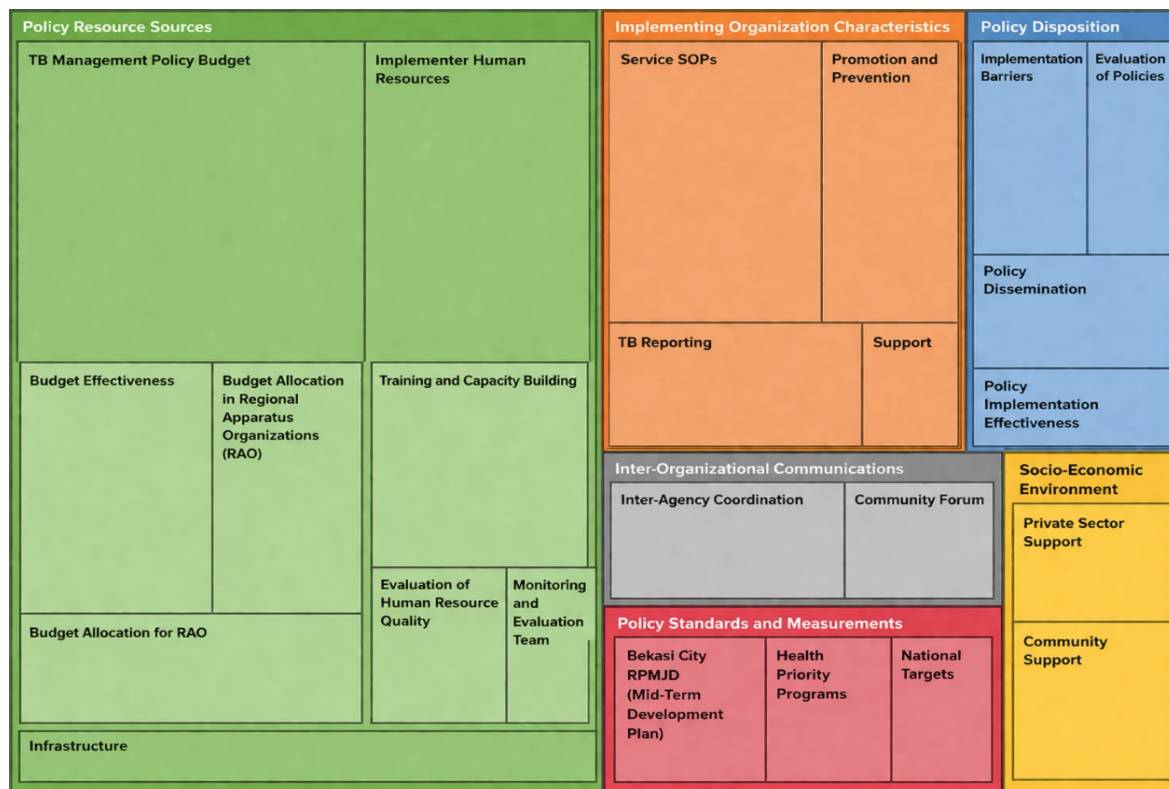 Policy Resource Sources
TB Management Policy Budget
Implementer Human
Resources
Budget Effectiveness
Budget Allocation
in Regional
Apparatus
Organizations
(RAO)
Training and Capacity Building
Evaluation of
Human Resource
Quality
Monitoring
and
Evaluation
Team
Budget Allocation for RAO
Infrastructure
Implementing Organization Characteristics
Service SOPs
Promotion and
Prevention
TB Reporting
Support
Policy Disposition
Implementation
Barriers
Evaluation
of Policies
Policy
Dissemination
Policy
Implementation
Effectiveness
Inter-Organizational Communications
Inter-Agency Coordination
Community Forum
Socio-Economic
Environment
Private Sector
Support
Community
Support
Policy Standards and Measurements
Bekasi City
RPMJD
(Mid-Term
Development
Plan)
Health
Priority
Programs
National
Targets